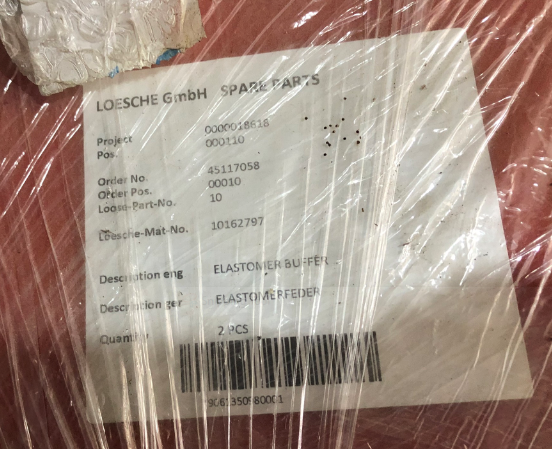 LOESCHE GmbH SPARE PARTS
Project 0000018618
Pos. 000110
Order No. 45117058
Order Pos. 00010
Loose-Part-No. 10
Loesche-Mat-No. 10162797
Description eng ELASTOMER BUFFER
Description ger ELASTOMERFEDER
Quantity 2 PCS
9061350980001